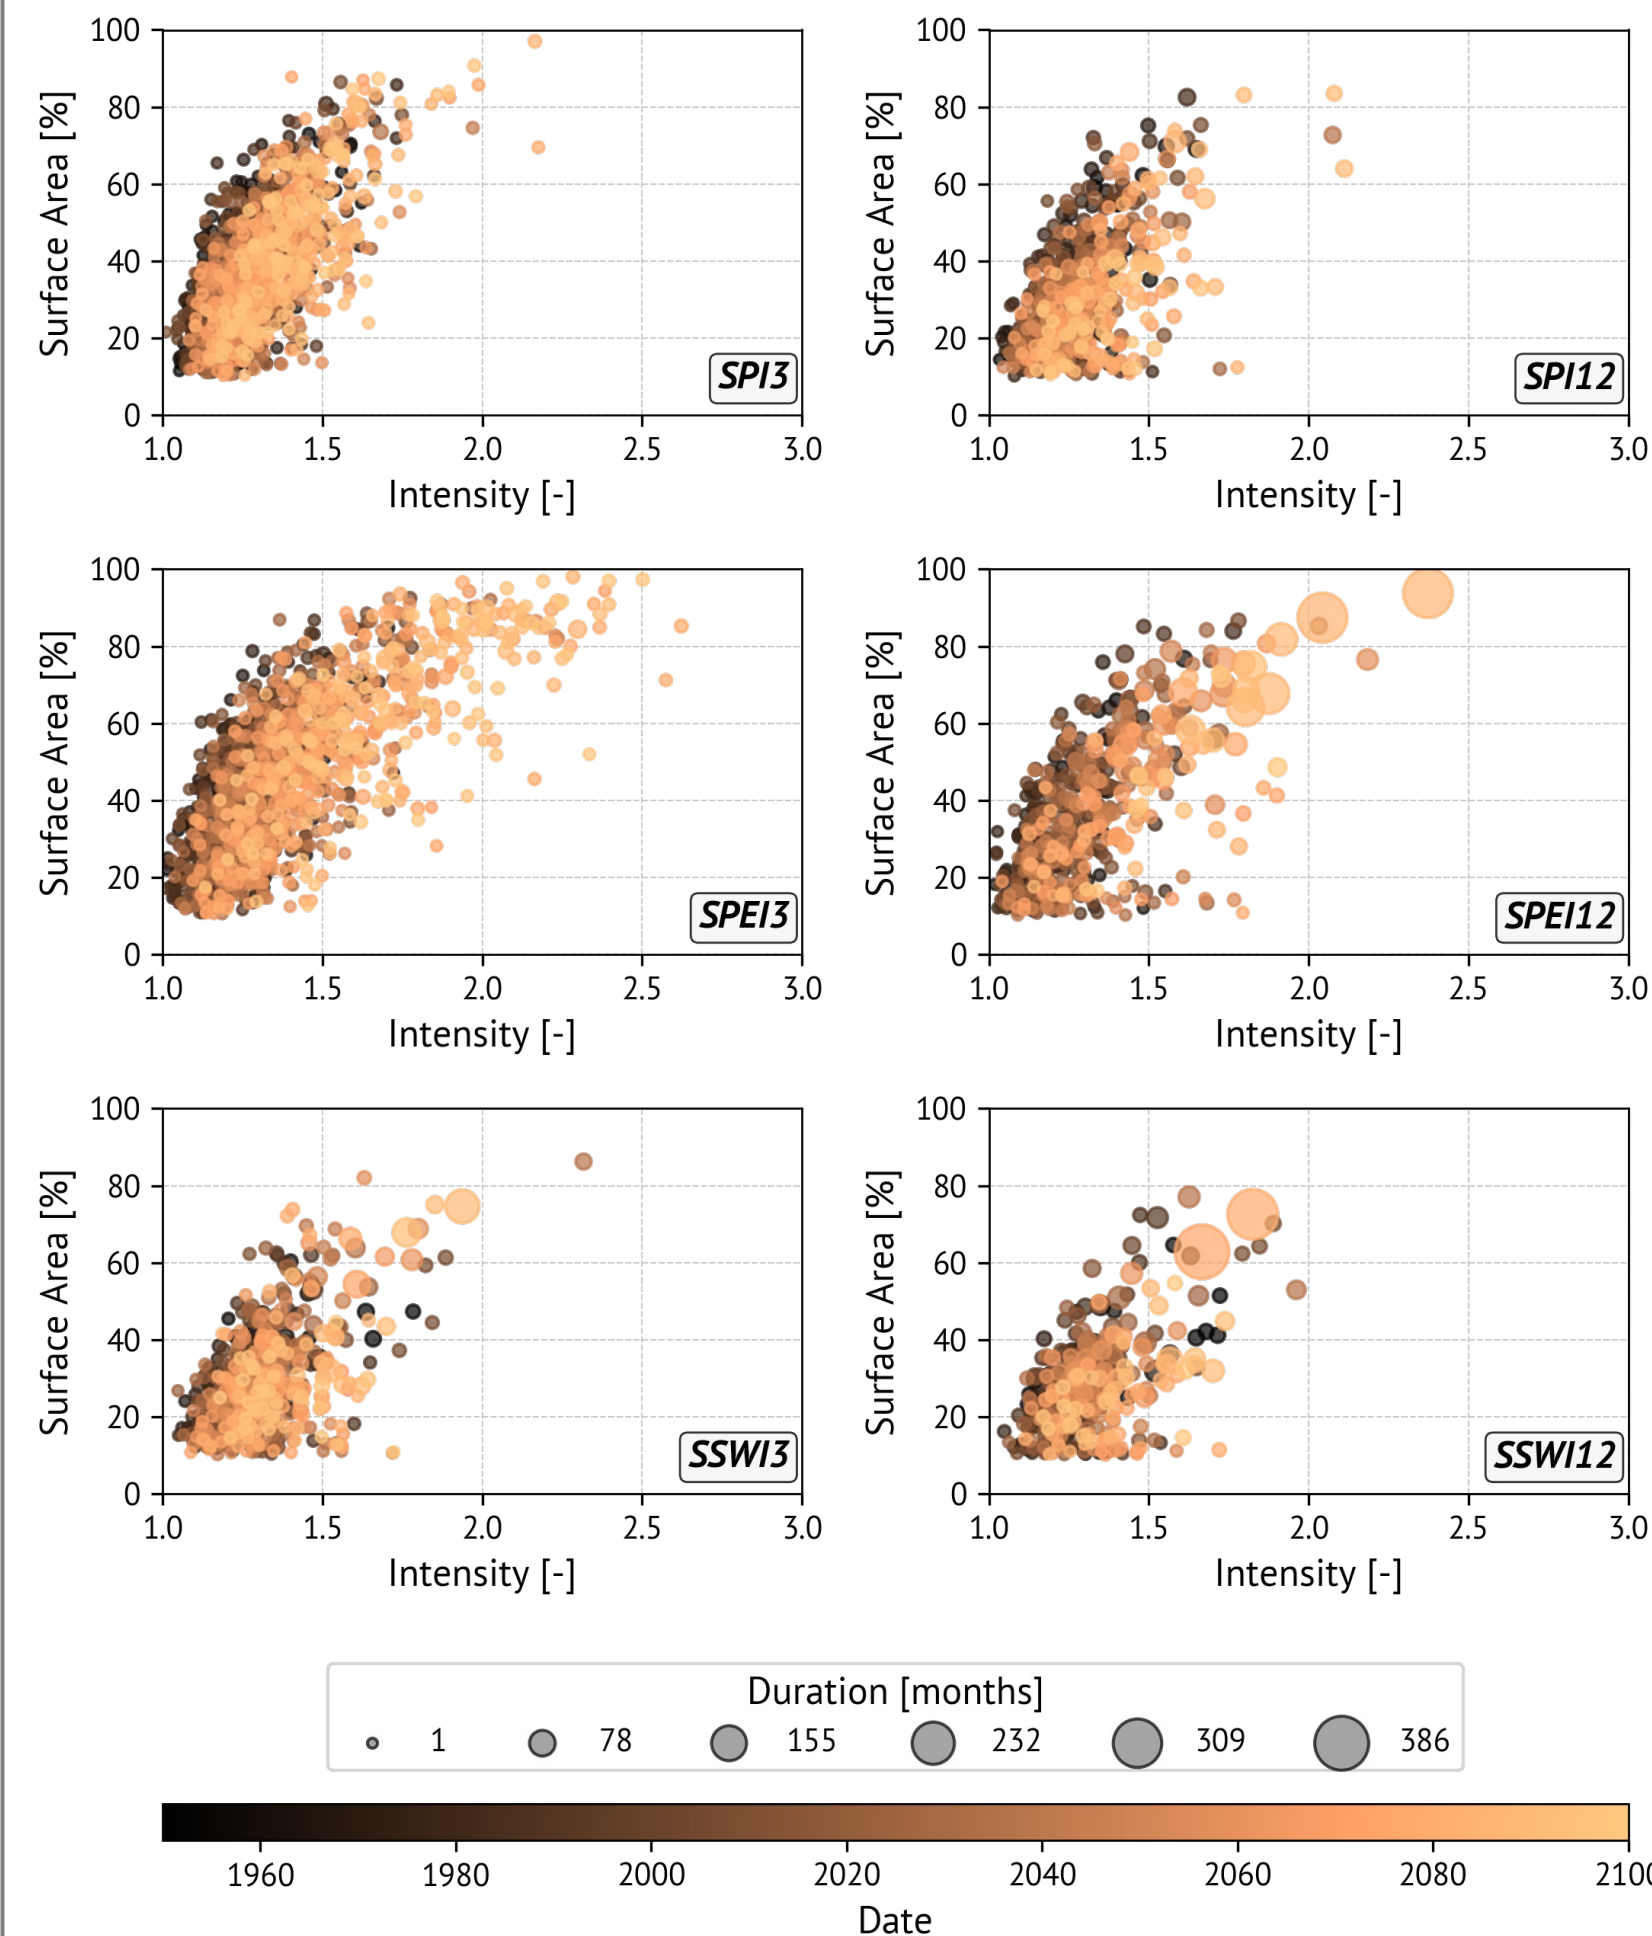 100
80
60
40
20
0
Surface Area [%]
SPI3
1.0 1.5 2.0 2.5 3.0
Intensity [-]
100
80
60
40
20
0
Surface Area [%]
SPI12
1.0 1.5 2.0 2.5 3.0
Intensity [-]
100
80
60
40
20
0
Surface Area [%]
SPEI3
1.0 1.5 2.0 2.5 3.0
Intensity [-]
100
80
60
40
20
0
Surface Area [%]
SPEI12
1.0 1.5 2.0 2.5 3.0
Intensity [-]
100
80
60
40
20
0
Surface Area [%]
SSWI3
1.0 1.5 2.0 2.5 3.0
Intensity [-]
100
80
60
40
20
0
Surface Area [%]
SSWI12
1.0 1.5 2.0 2.5 3.0
Intensity [-]
Duration [months]
1 78 155 232 309 386
1960 1980 2000 2020 2040 2060 2080 2100
Date